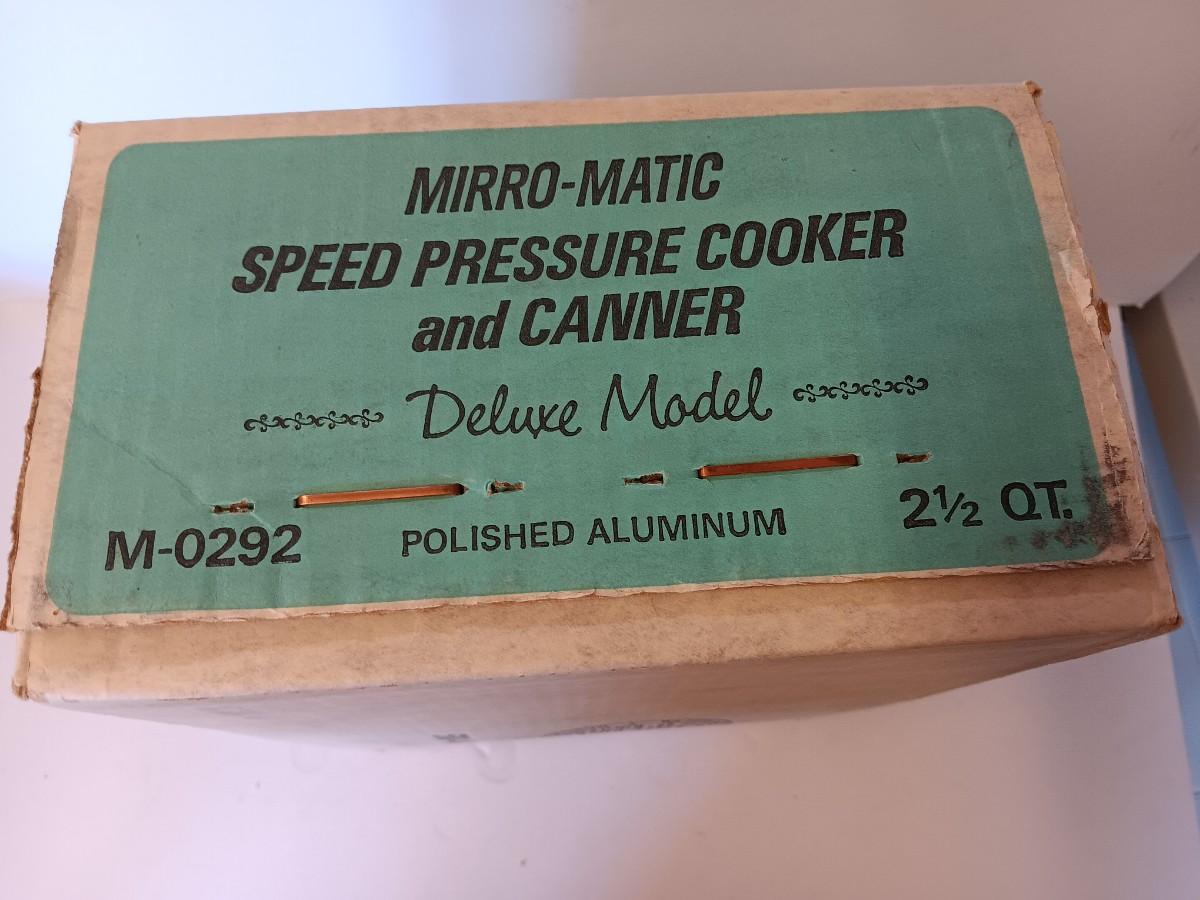 MIRRO-MATIC
SPEED PRESSURE COOKER
and CANNER
Deluxe Model
M-0292 POLISHED ALUMINUM 2½ QT.